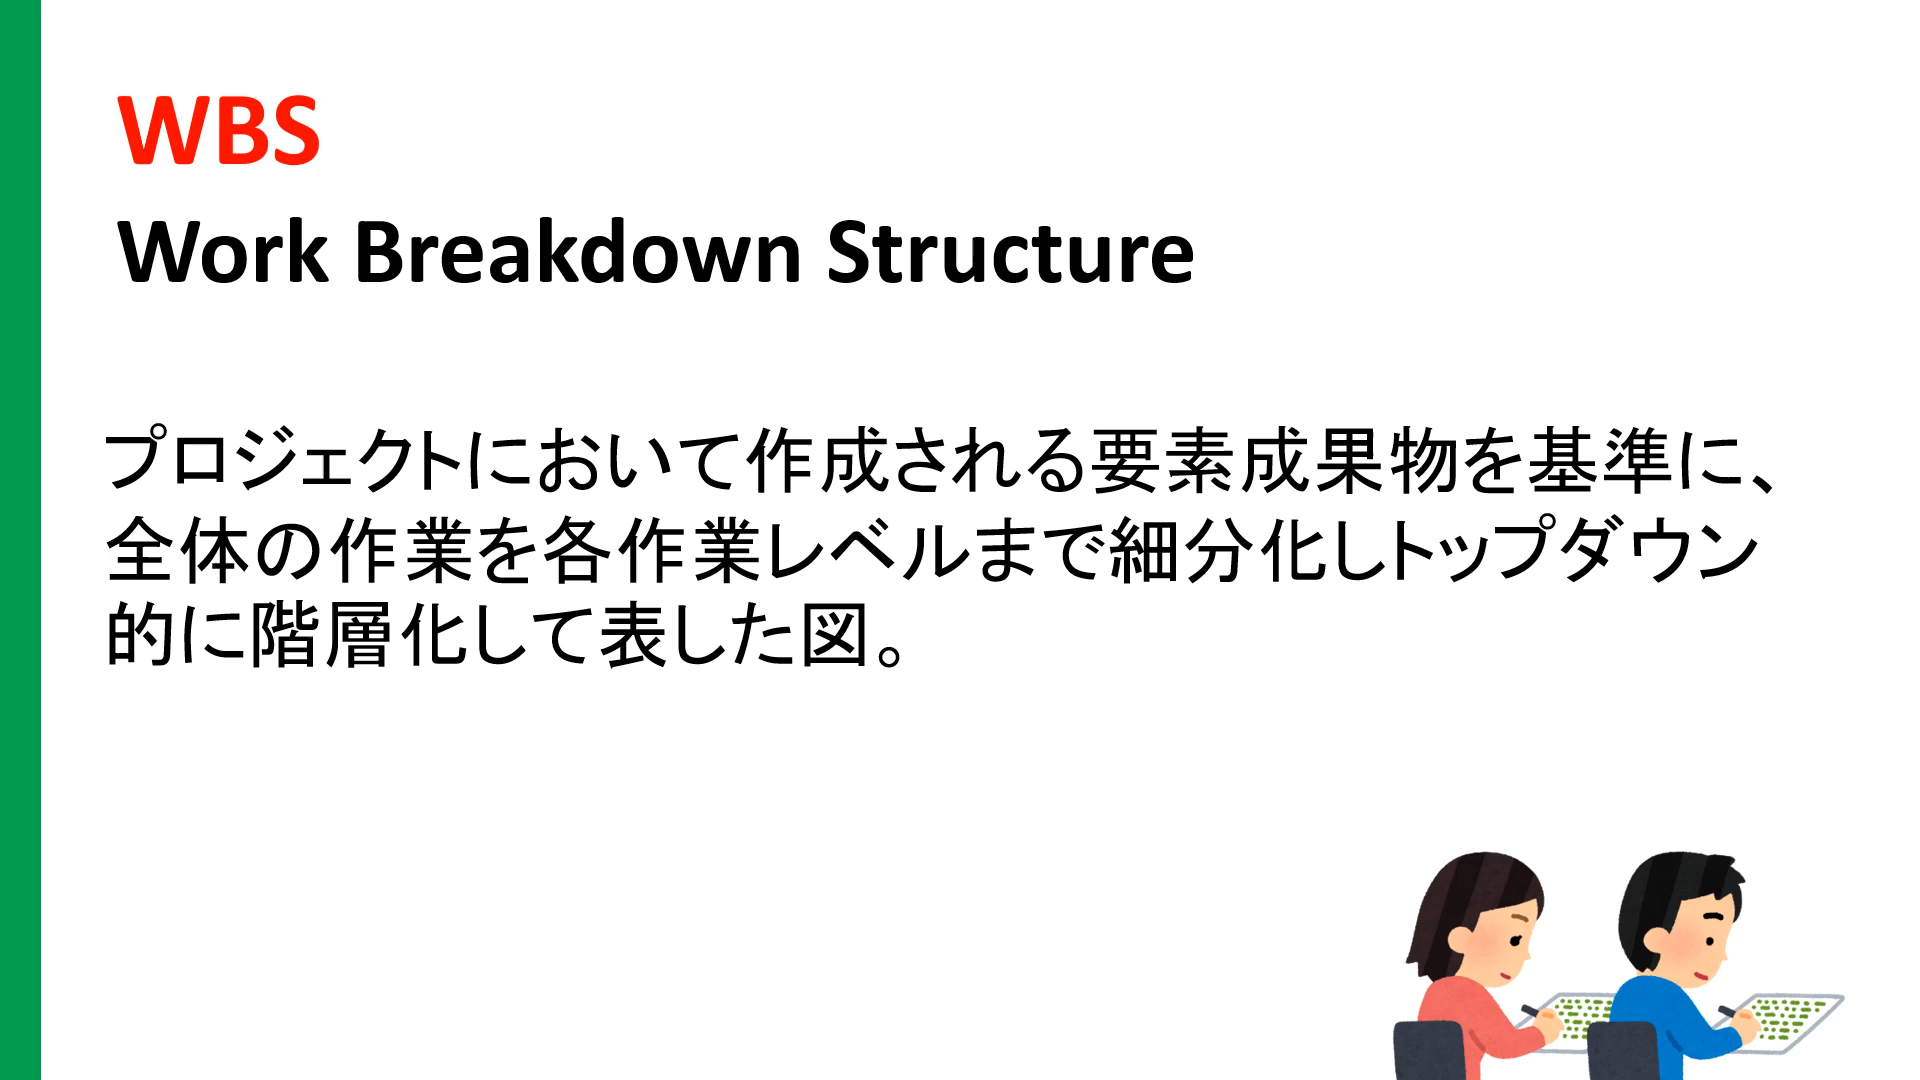 WBS
Work Breakdown Structure
プロジェクトにおいて作成される要素成果物を基準に、
全体の作業を各作業レベルまで細分化しトップダウン
的に階層化して表した図。